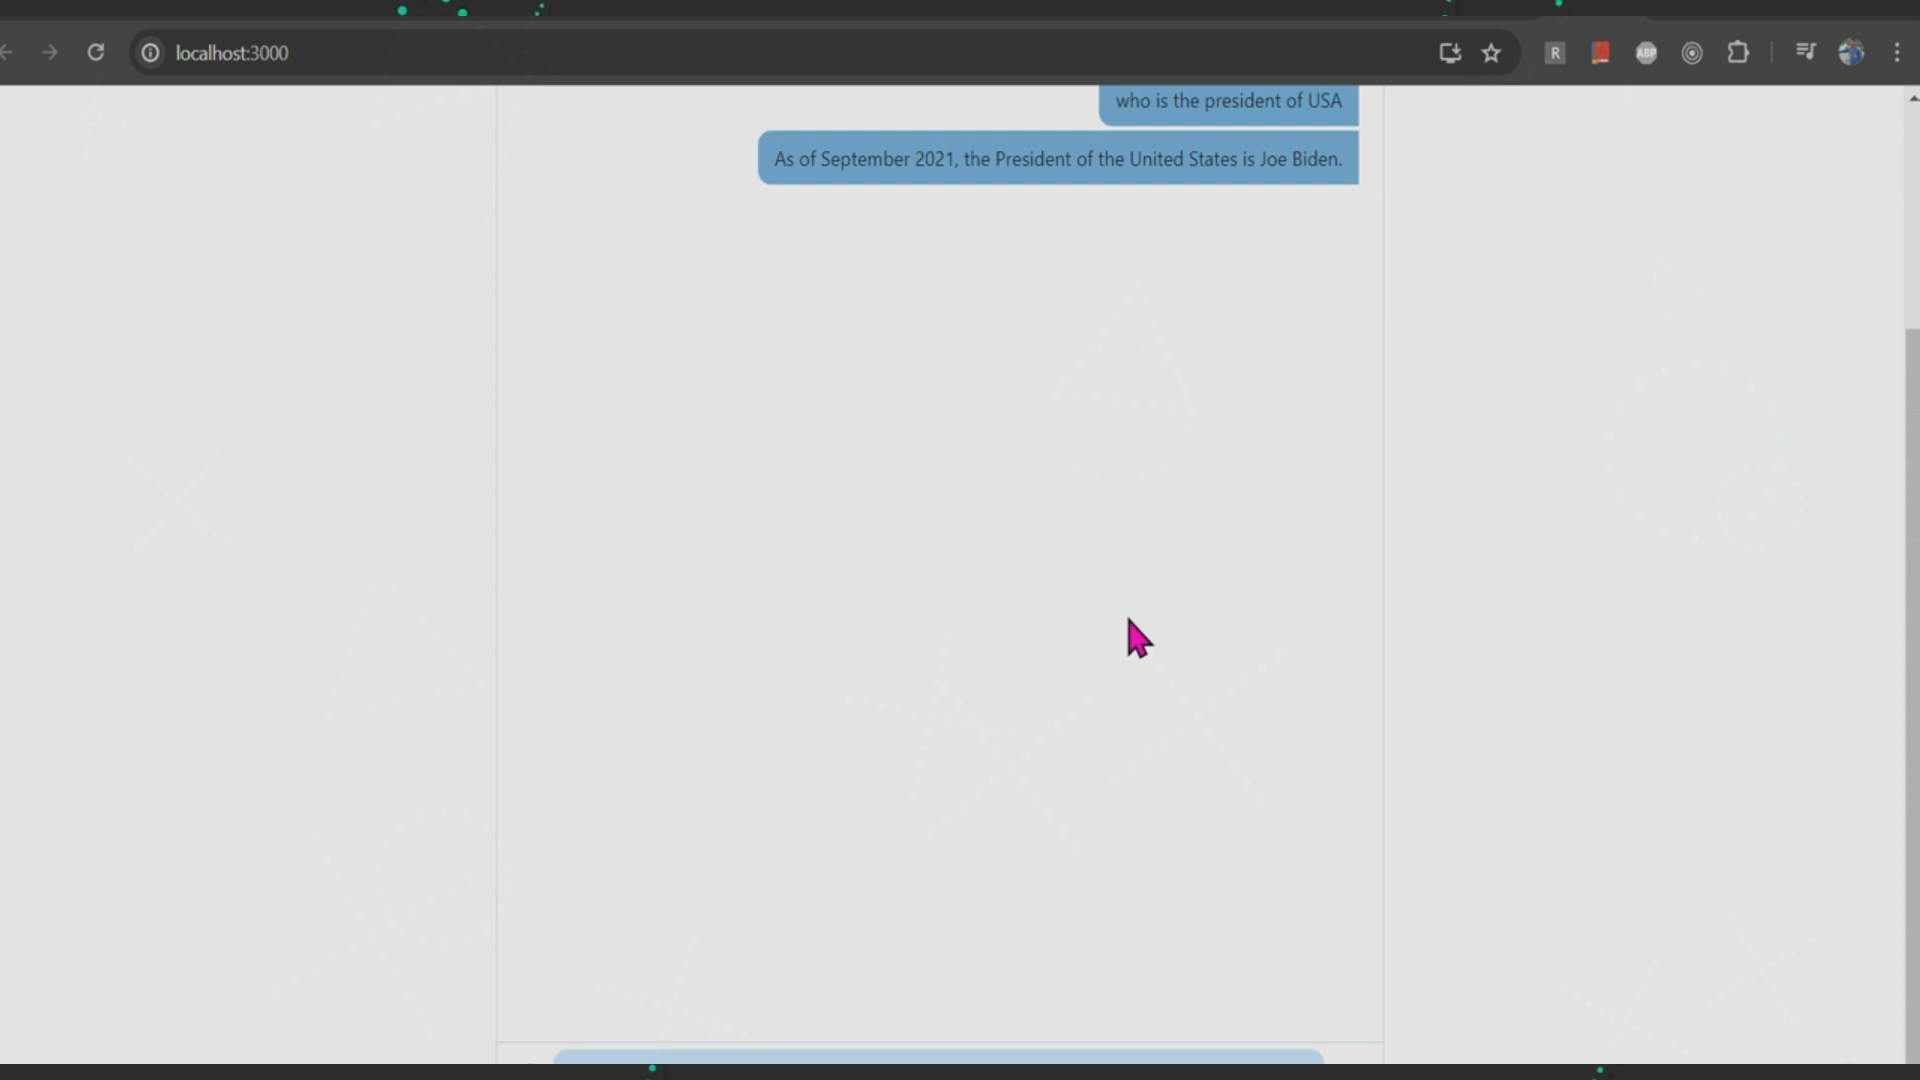 localhost:3000
R
ABP
who is the president of USA
As of September 2021, the President of the United States is Joe Biden.